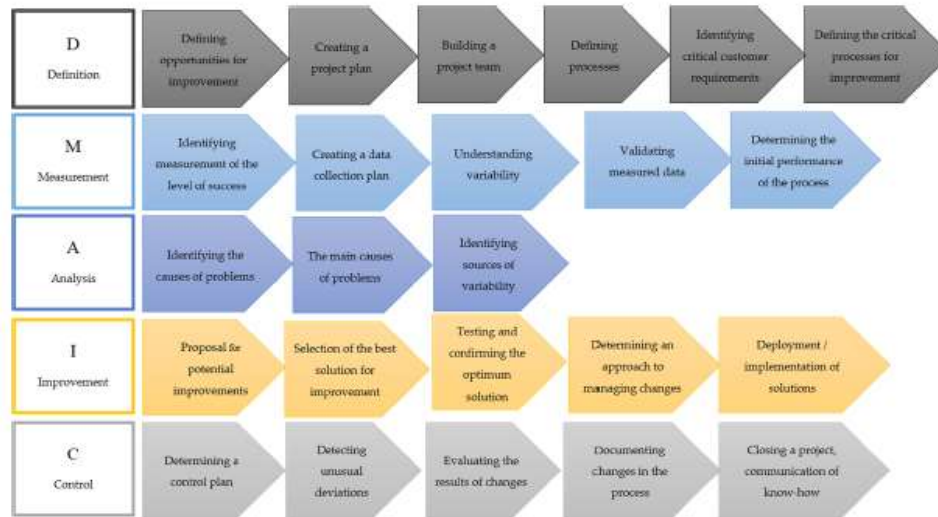 D
Definition
Defining
opportunities for
improvement
Creating a
project plan
Building a
project team
Defining
processes
Identifying
critical customer
requirements
Defining the critical
processes for
improvement
M
Measurement
Identifying
measurement of the
level of success
Creating a data
collection plan
Understanding
variability
Validating
measured data
Determining the
initial performance
of the process
A
Analysis
Identifying the
causes of problems
The main causes
of problems
Identifying
sources of
variability
I
Improvement
Proposal for
potential
improvements
Selection of the best
solution for
improvement
Testing and
confirming the
optimum
solution
Determining an
approach to
managing changes
Deployment /
implementation of
solutions
C
Control
Determining a
control plan
Detecting
unusual
deviations
Evaluating the
results of changes
Documenting
changes in the
process
Closing a project,
communication of
know-how